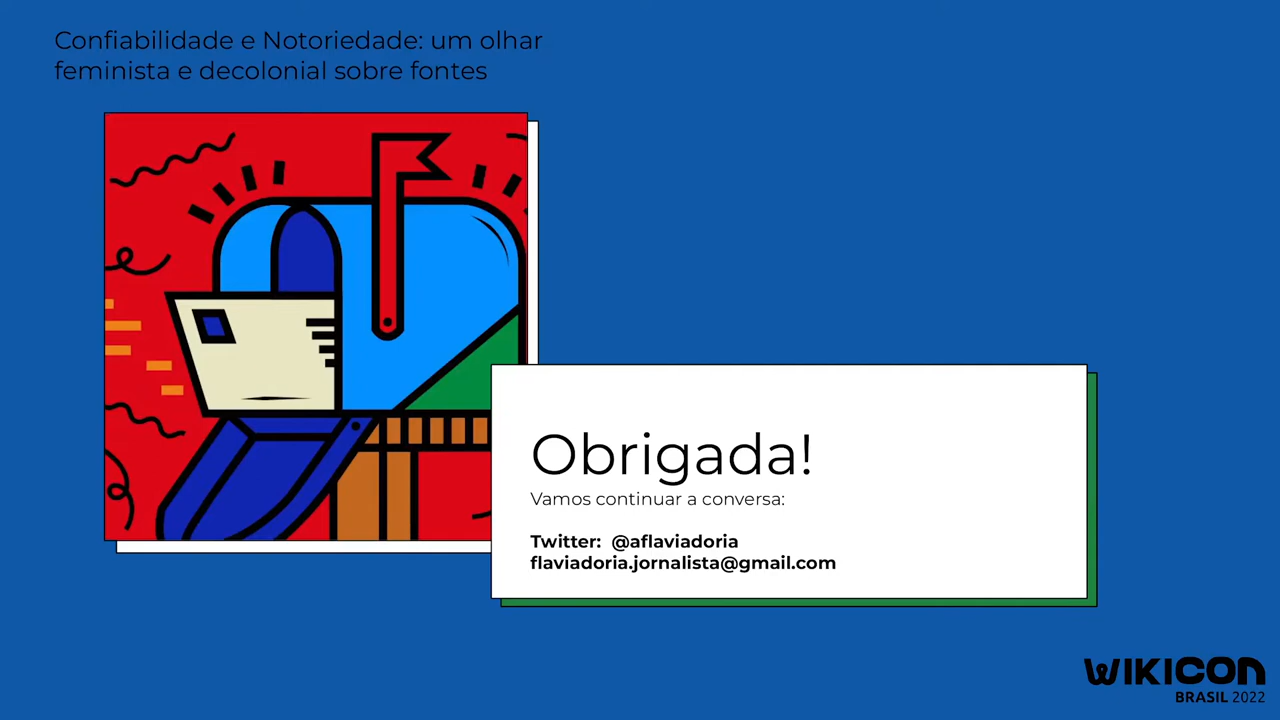 Confiabilidade e Notoriedade: um olhar
feminista e decolonial sobre fontes
Obrigada!
Vamos continuar a conversa:
Twitter: @aflaviadoria
flaviadoria.jornalista@gmail.com
WIKICON
BRASIL 2022